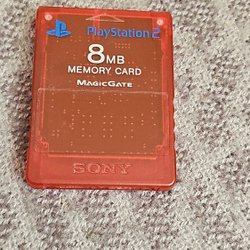 PlayStation 2
8MB
MEMORY CARD
MAGICGATE
SONY